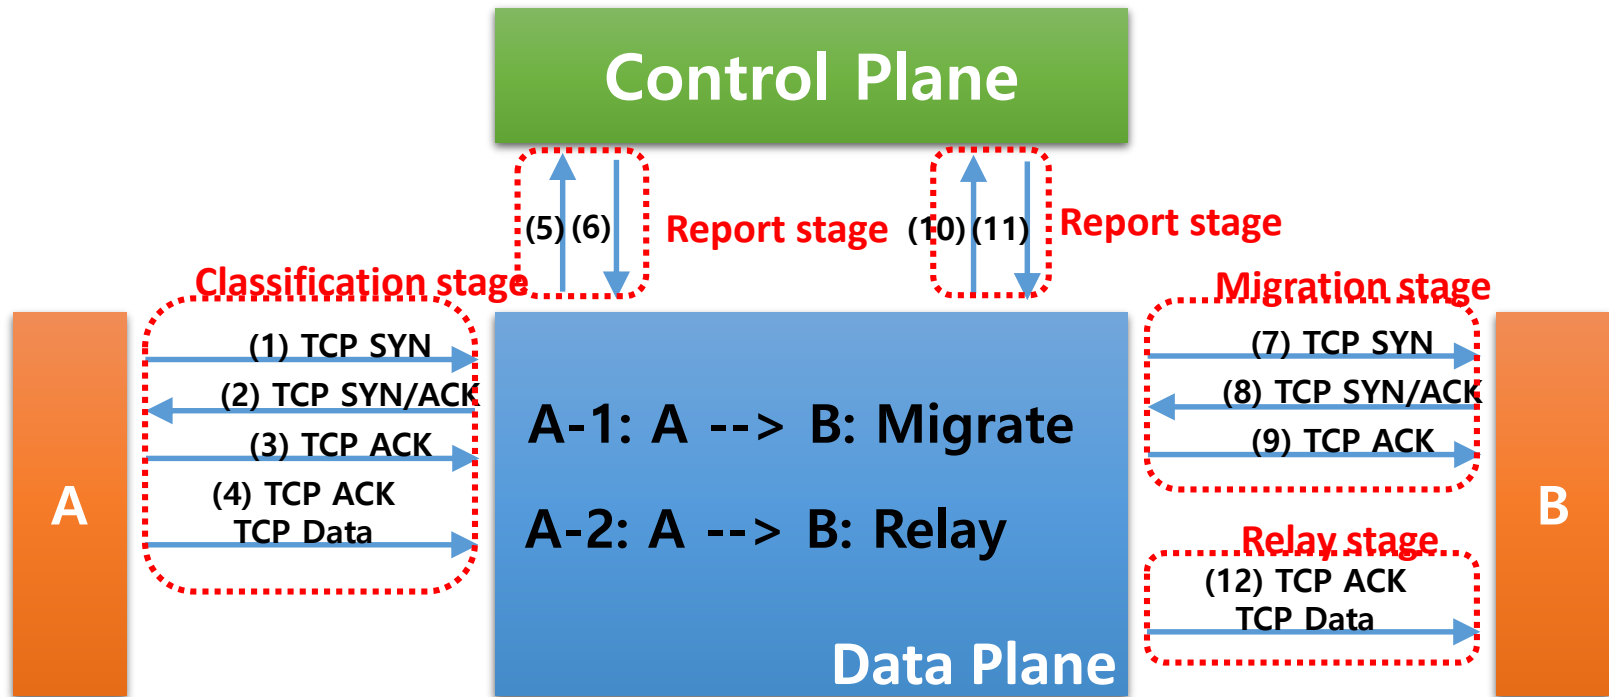 Control Plane
(5) (6)
Report stage
(10) (11)
Report stage
Classification stage
Migration stage
(1) TCP SYN
(2) TCP SYN/ACK
(3) TCP ACK
(4) TCP ACK
TCP Data
A
A-1: A --> B: Migrate
A-2: A --> B: Relay
Data Plane
(7) TCP SYN
(8) TCP SYN/ACK
(9) TCP ACK
Relay stage
(12) TCP ACK
TCP Data
B